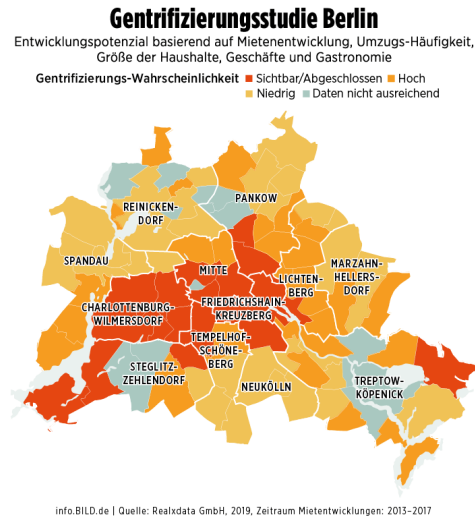 Gentrifizierungsstudie Berlin
Entwicklungspotenzial basierend auf Mietenentwicklung, Umzugs-Häufigkeit,
Größe der Haushalte, Geschäfte und Gastronomie
Gentrifizierungs-Wahrscheinlichkeit Sichtbar/Abgeschlossen Hoch
Niedrig Daten nicht ausreichend
REINICKEN-
DORF
PANKOW
SPANDAU
MITTE
LICHTEN-
BERG
MARZAHN-
HELLERS-
DORF
CHARLOTTENBURG-
WILMERSDORF
FRIEDRICHSHAIN-
KREUZBERG
TEMPELHOF-
SCHÖNE-
BERG
STEGLITZ-
ZEHLENDORF
NEUKÖLLN
TREPTOW-
KÖPENICK
info.BILD.de | Quelle: Realxdata GmbH, 2019, Zeitraum Mietentwicklungen: 2013–2017